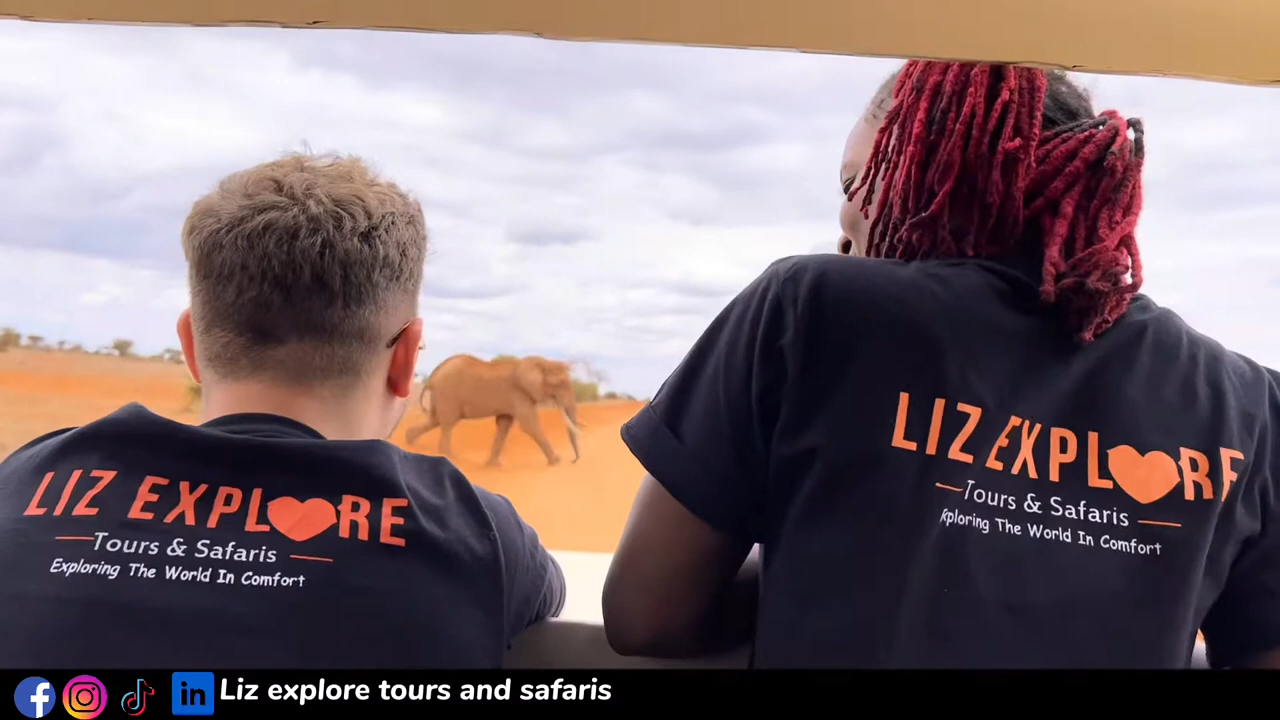 LIZ EXPLORE
Tours & Safaris
Exploring The World In Comfort
LIZ EXPLORE
Tours & Safaris
xploring The World In Comfort
Liz explore tours and safaris